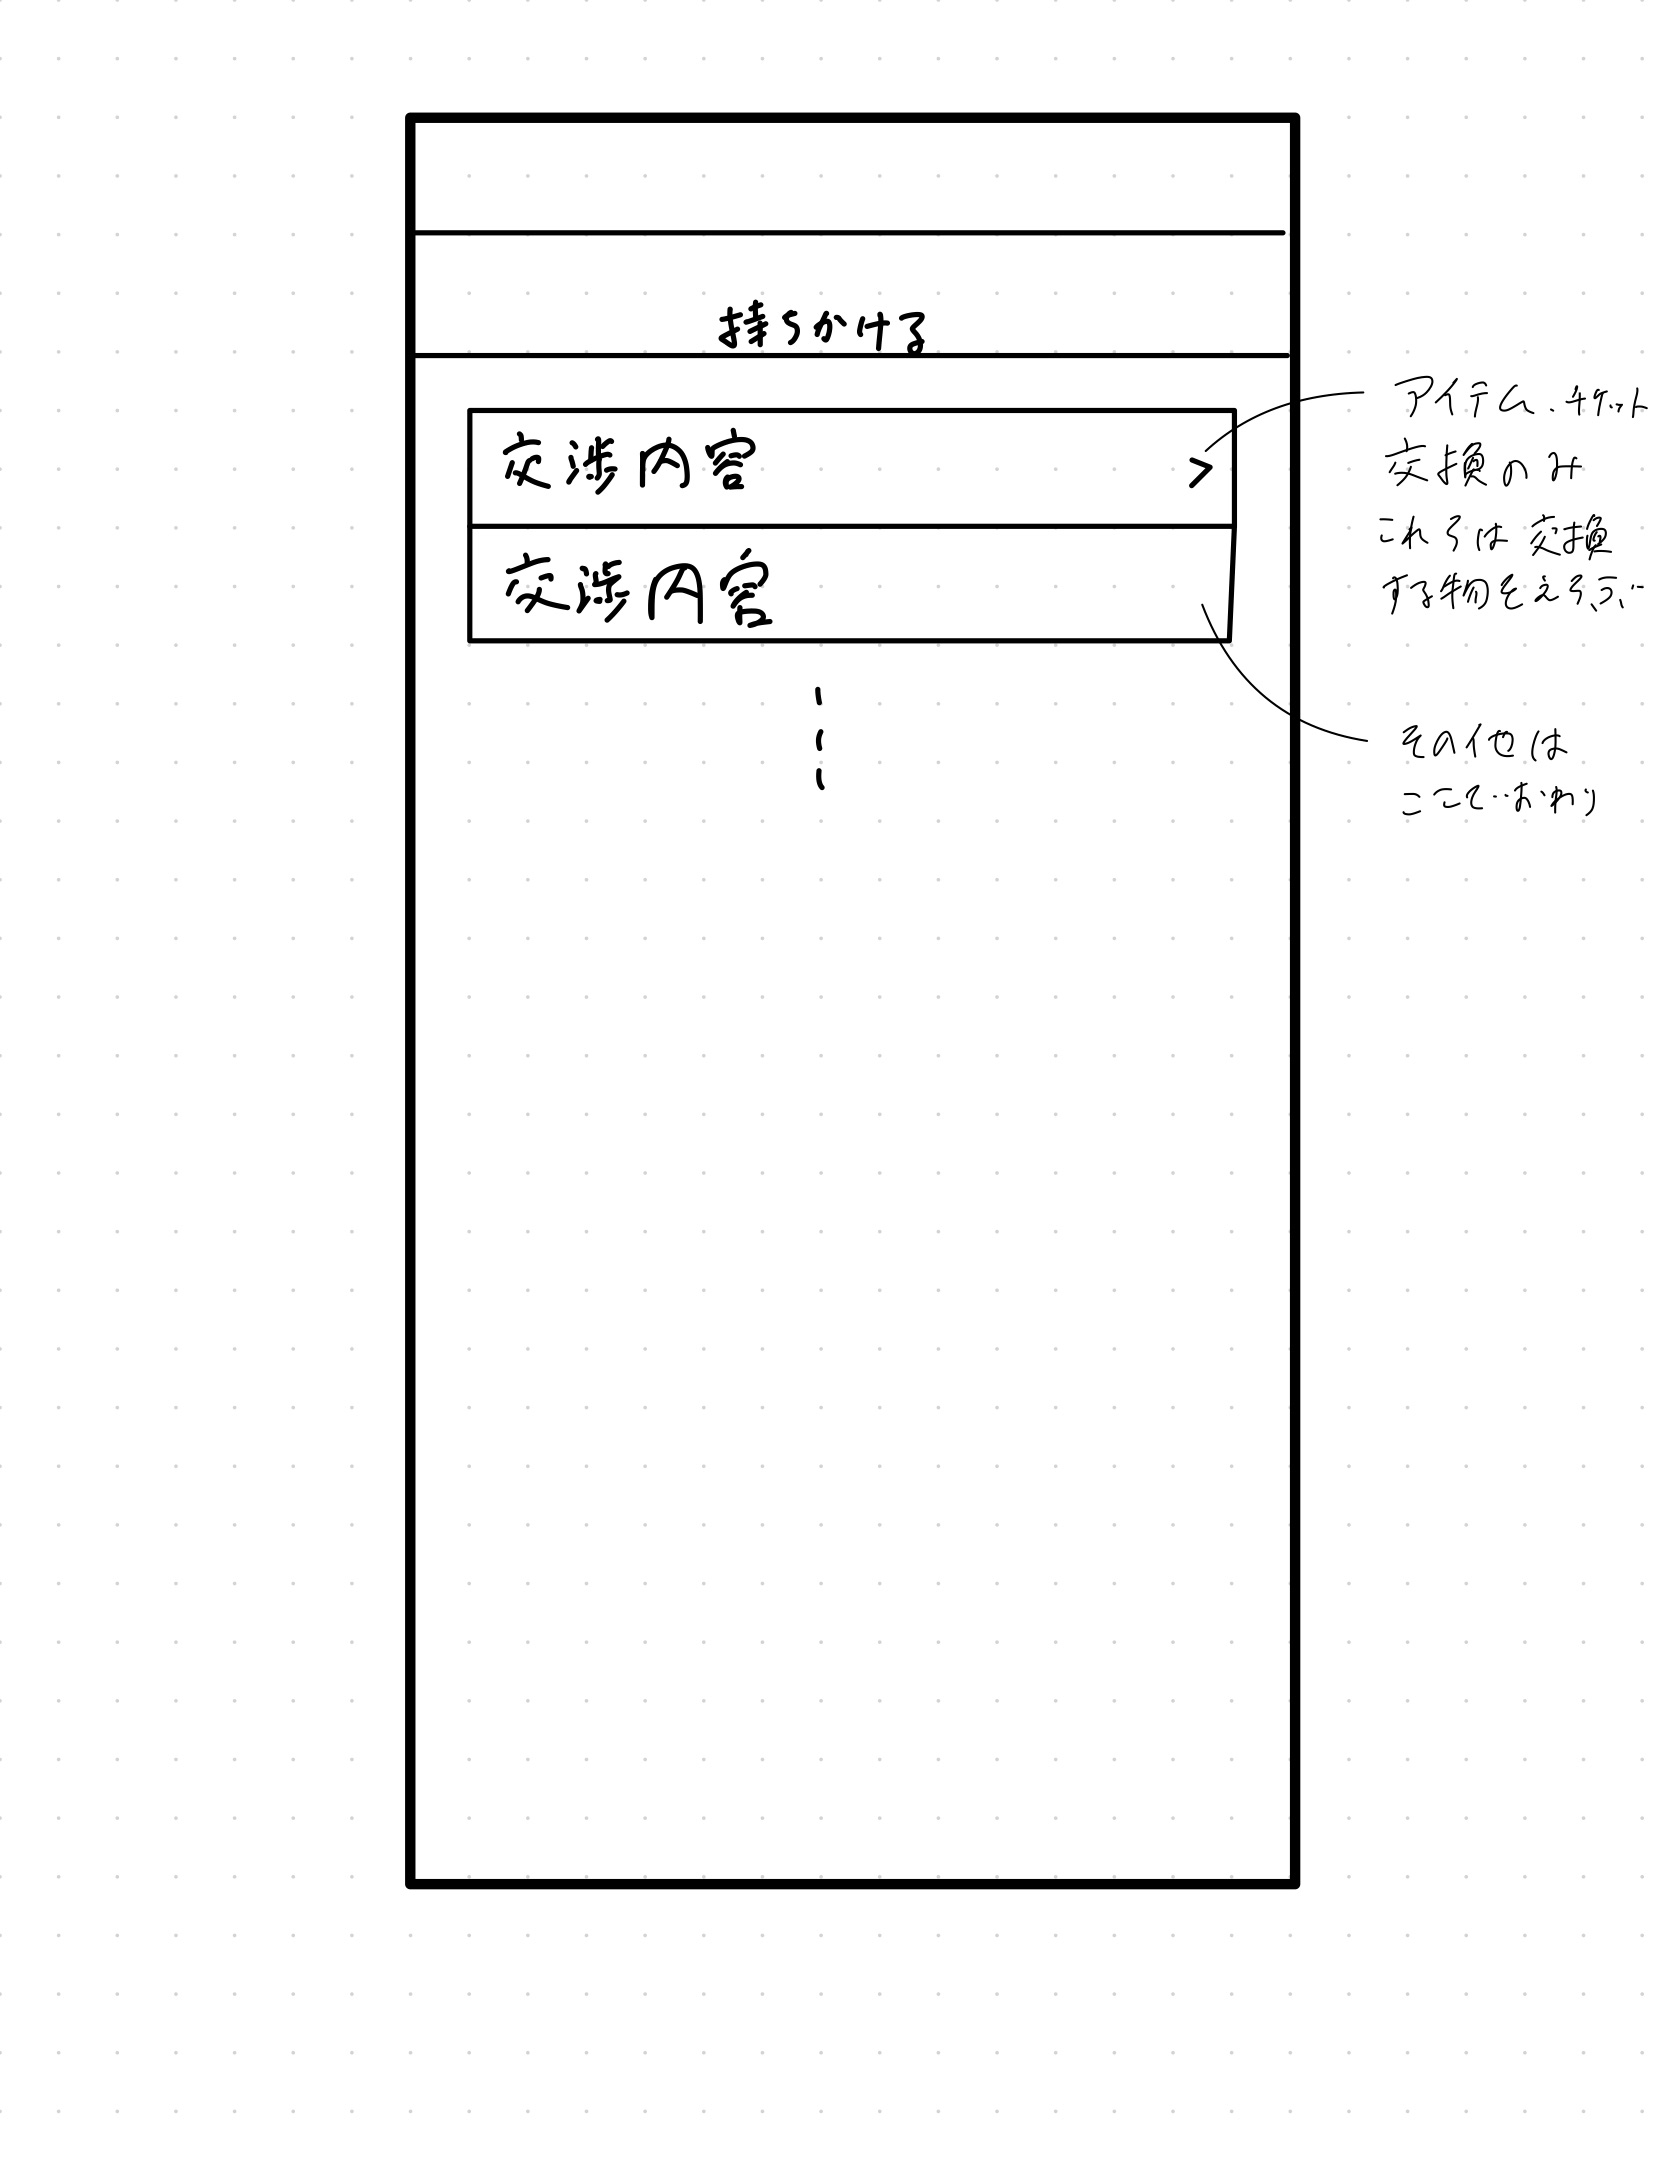 持ちかける
交渉内容
>
交渉内容
アイテム、チケット
交換のみ
これらは交換
する物をえらぶ
その他は
ここでおわり